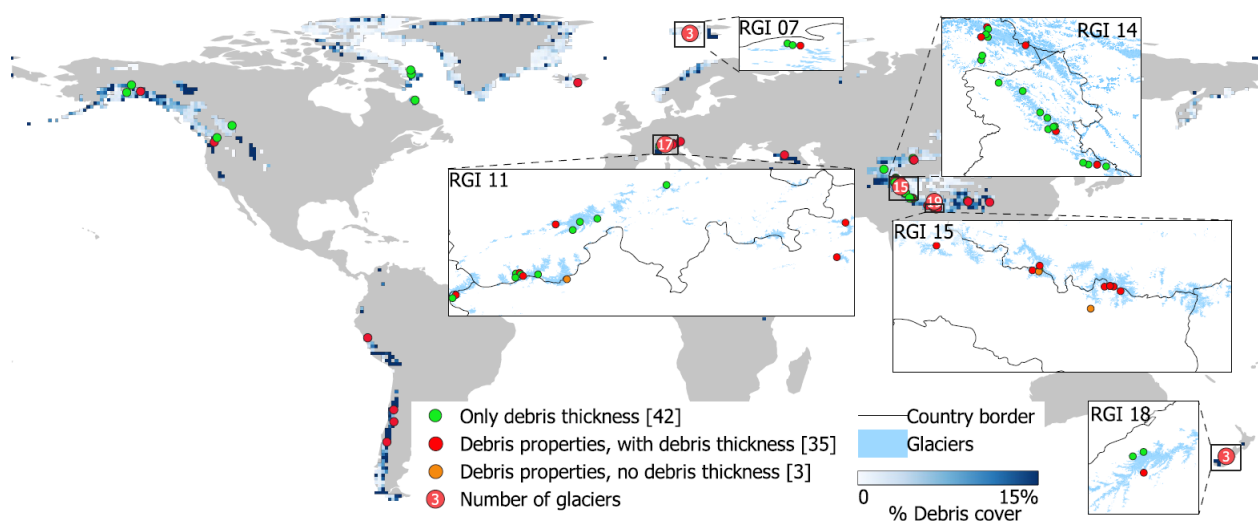 3
RGI 07
RGI 14
17
15
RGI 11
19
RGI 15
Only debris thickness [42]
Debris properties, with debris thickness [35]
Debris properties, no debris thickness [3]
3
Number of glaciers
Country border
Glaciers
0
15%
% Debris cover
RGI 18
3